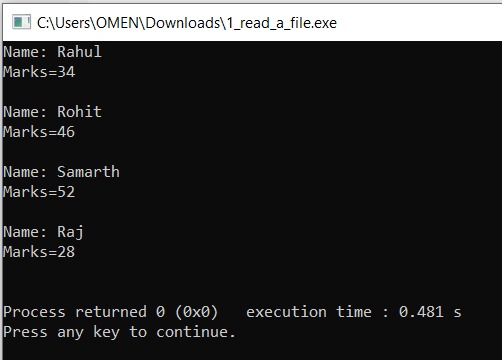 C:\Users\OMEN\Downloads\1_read_a_file.exe
Name: Rahul
Marks=34
Name: Rohit
Marks=46
Name: Samarth
Marks=52
Name: Raj
Marks=28
Process returned 0 (0x0)   execution time : 0.481 s
Press any key to continue.